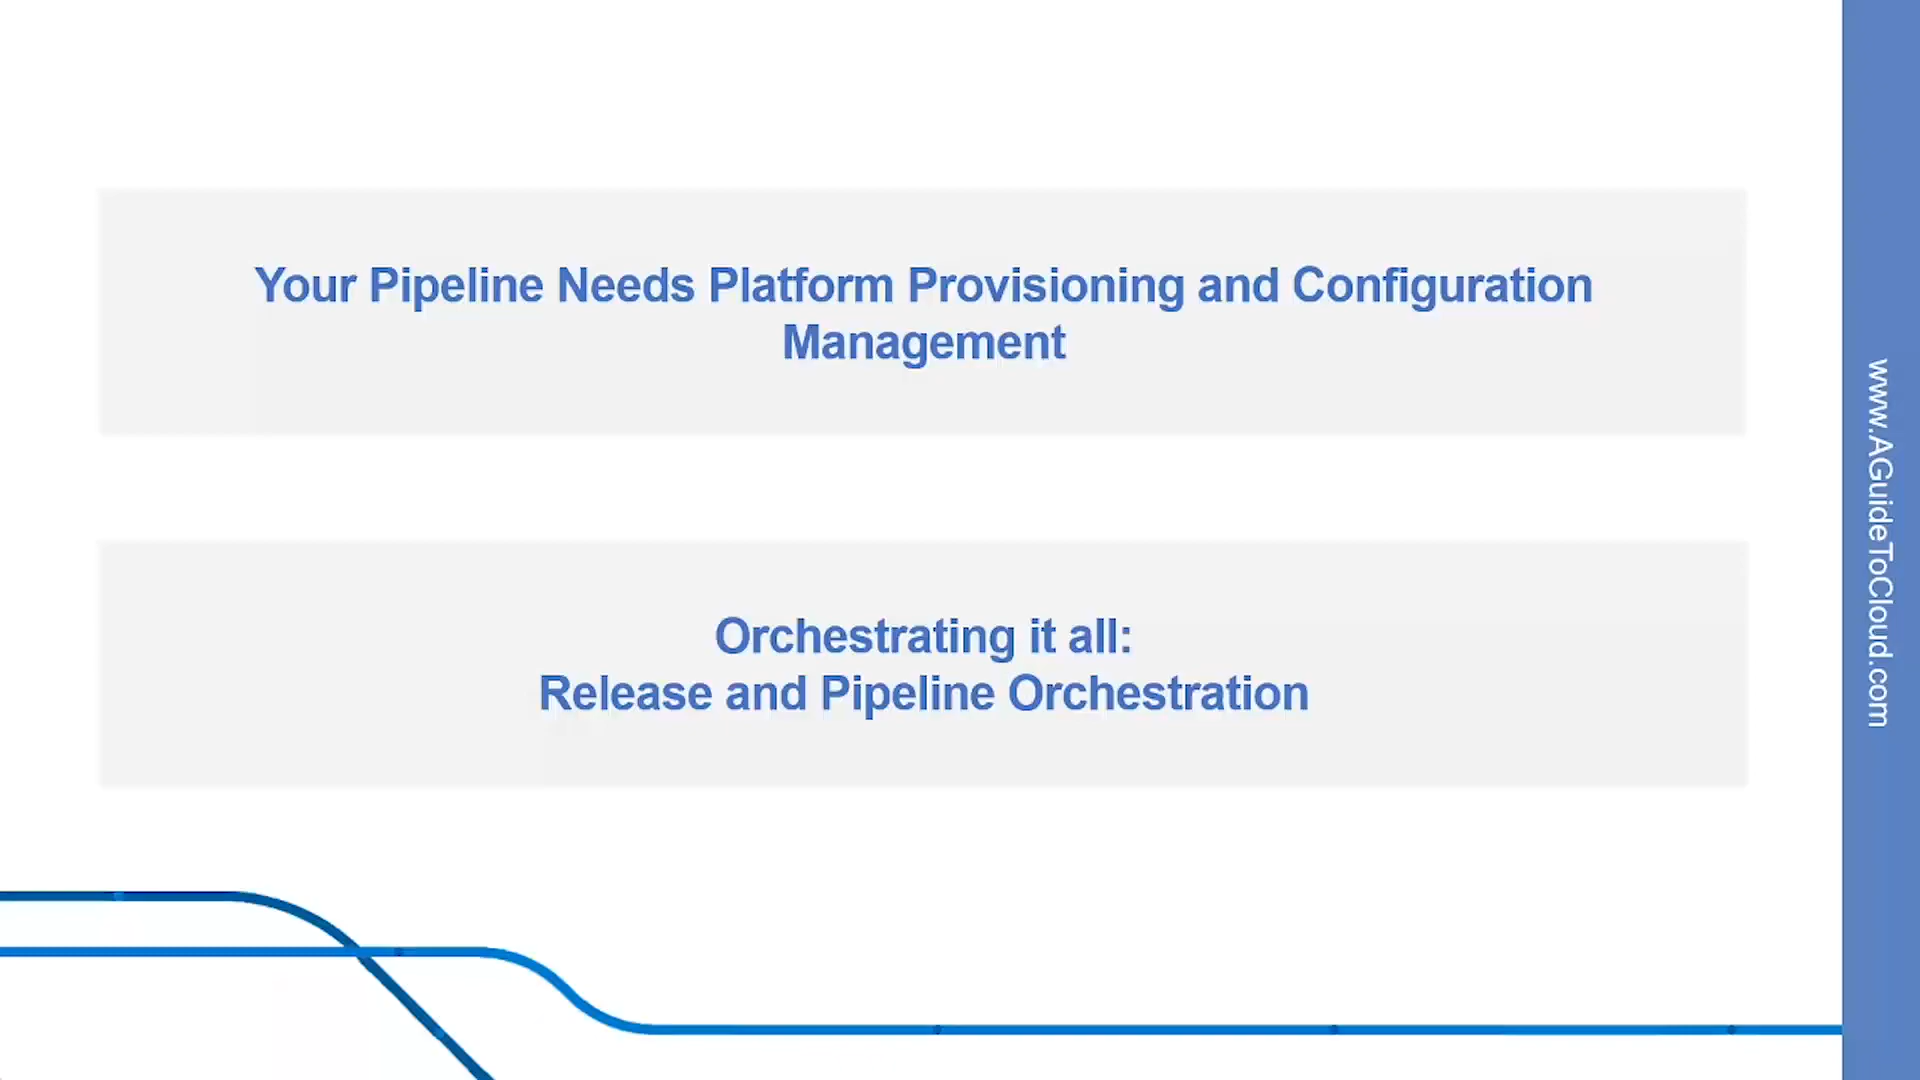 Your Pipeline Needs Platform Provisioning and Configuration
Management
Orchestrating it all:
Release and Pipeline Orchestration
www.AGuideToCloud.com